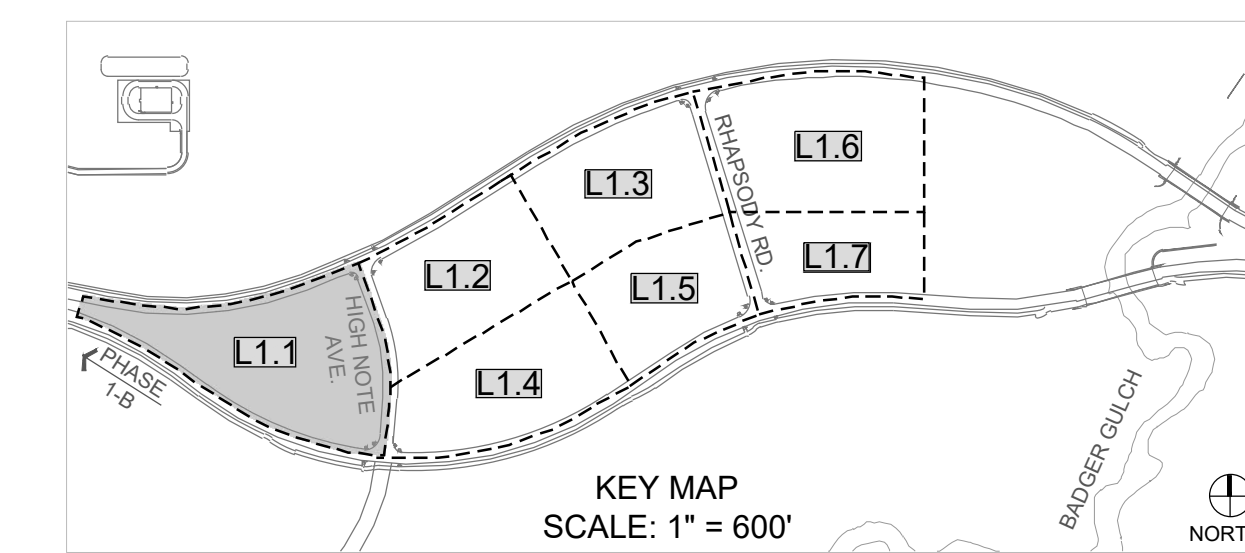 L1.6
L1.3
RHAPSODY RD.
L1.7
L1.2
L1.5
HIGH NOTE
AVE.
L1.1
PHASE
1-B
L1.4
BADGER GULCH
KEY MAP
SCALE: 1" = 600'
NORT